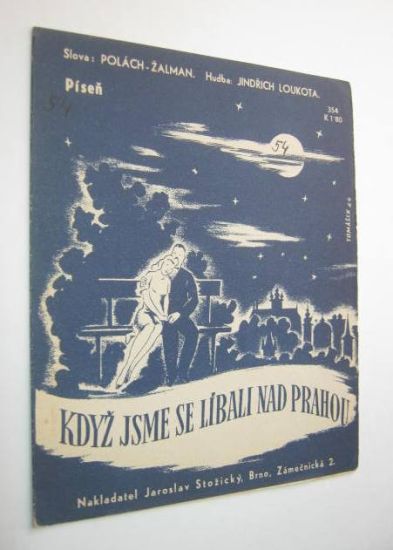 Slova: POLÁCH-ŽALMAN. Hudba: JINDŘICH LOUKOTA.
Píseň
354
K 1'80
54
54
TOMÁŠEK
KDYŽ JSME SE LÍBALI NAD PRAHOU
Nakladatel Jaroslav Stožický, Brno, Zámečnická 2.